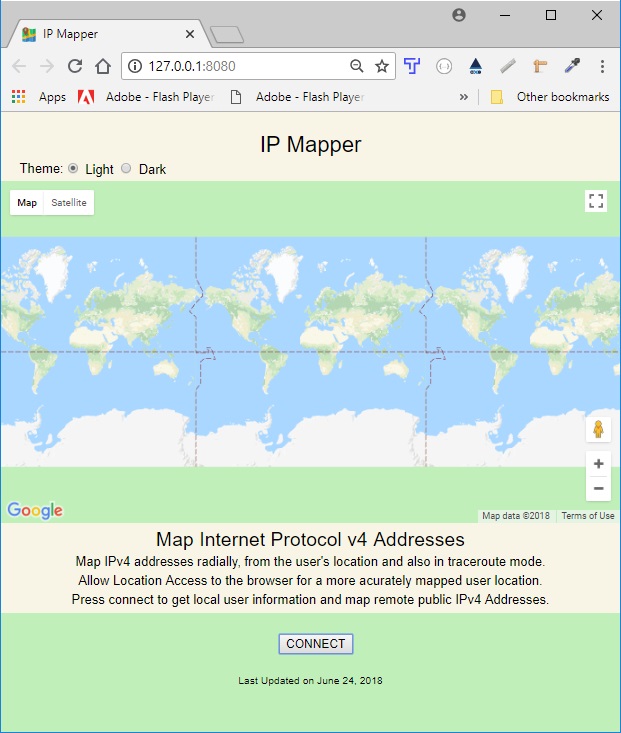 IP Mapper
127.0.0.1:8080
Apps Adobe - Flash Player Adobe - Flash Player » Other bookmarks
IP Mapper
Theme: Light Dark
Map Satellite
Google
Map data ©2018 Terms of Use
Map Internet Protocol v4 Addresses
Map IPv4 addresses radially, from the user's location and also in traceroute mode.
Allow Location Access to the browser for a more acurately mapped user location.
Press connect to get local user information and map remote public IPv4 Addresses.
CONNECT
Last Updated on June 24, 2018